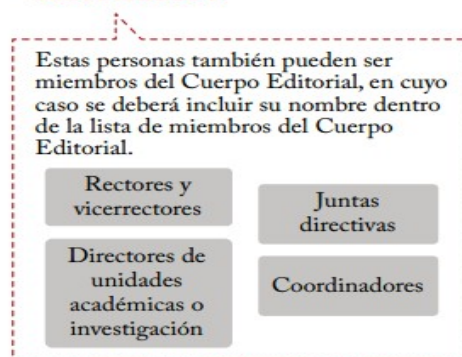 Estas personas también pueden ser
miembros del Cuerpo Editorial, en cuyo
caso se deberá incluir su nombre dentro
de la lista de miembros del Cuerpo
Editorial.
Rectores y
vicerrectores
Juntas
directivas
Directores de
unidades
académicas o
investigación
Coordinadores